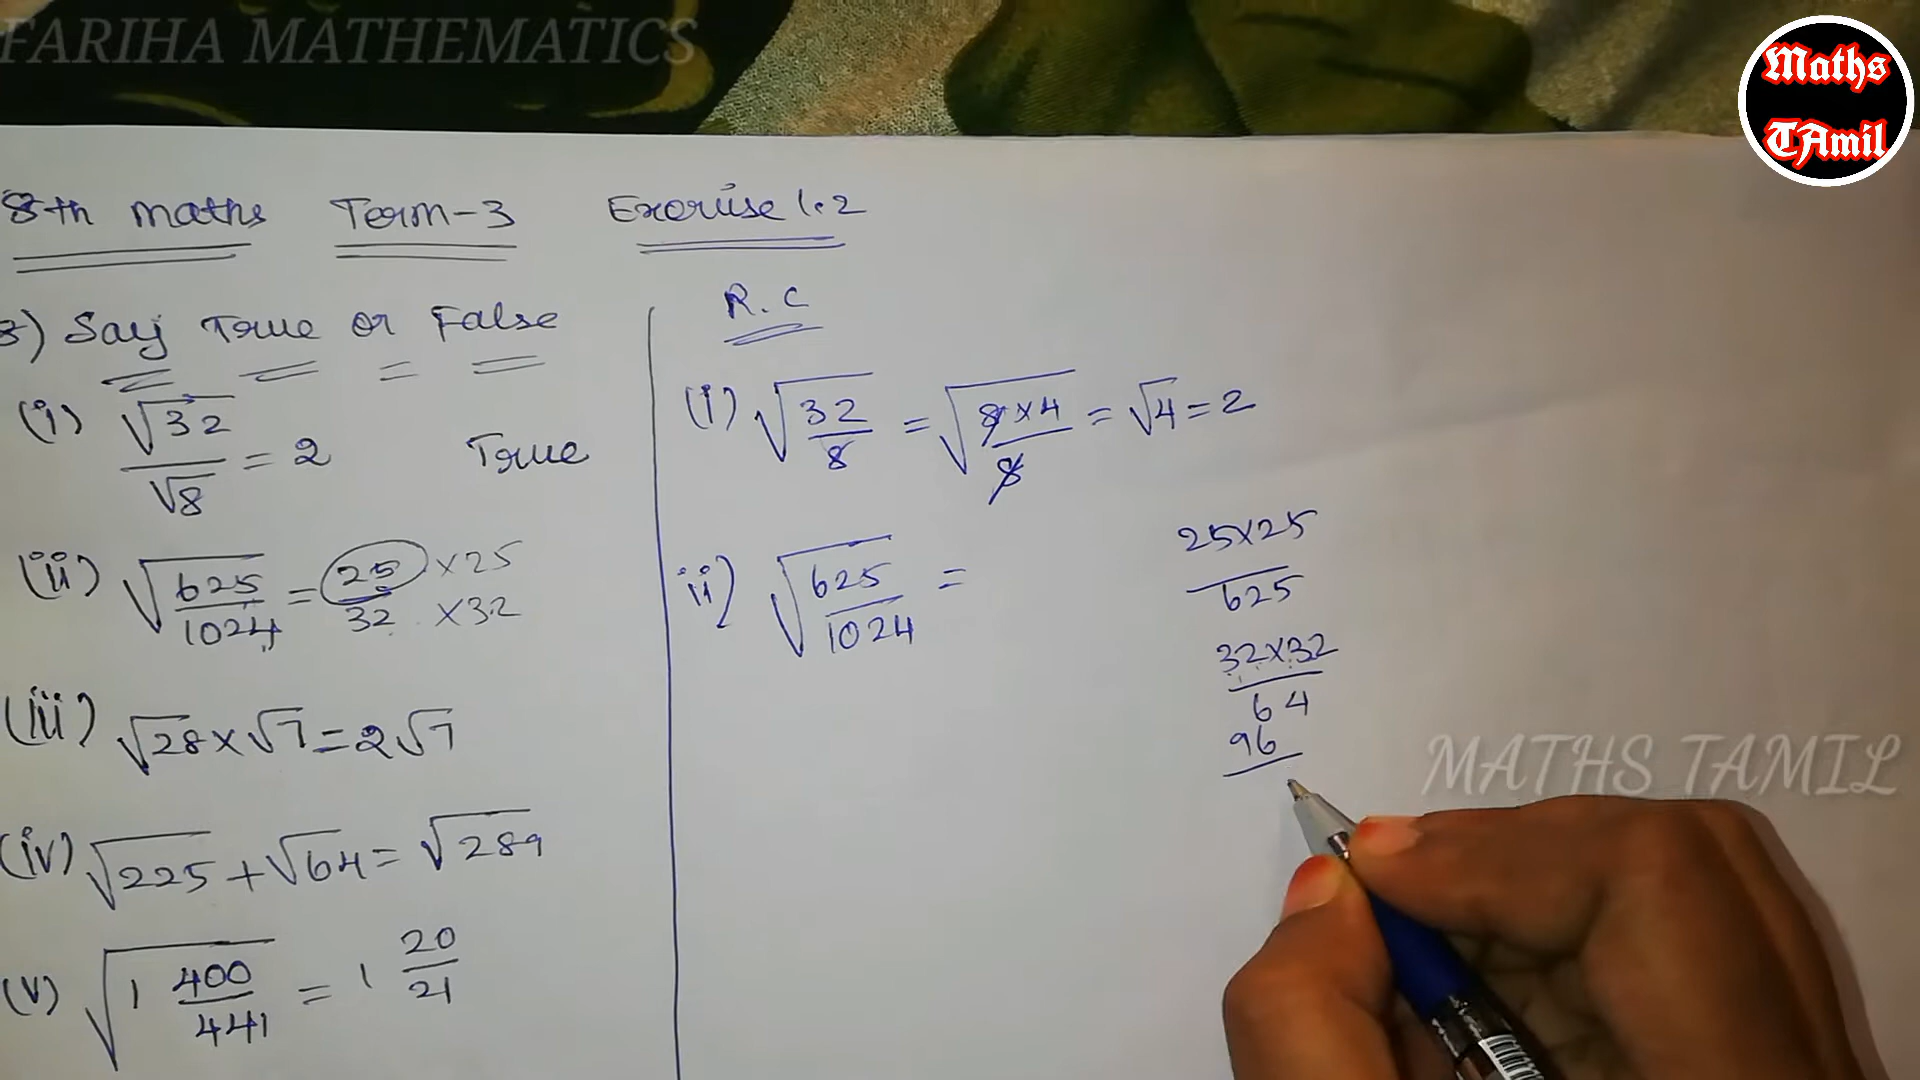 FARIHA MATHEMATICS
Maths
TAmil
8th maths Term-3 Exercise 1.2
3) Say True or False
(i) √32 / √8 = 2 True
(ii) √625/1024 = 25/32 ×25 ×32
(iii) √28 × √7 = 2√7
(iv) √225 + √64 = √289
(v) √1 400/441 = 1 20/21
R.C
(i) √32/8 = √8×4/8 = √4 = 2
ii) √625/1024 =
25×25
625
32×32
64
96
MATHS TAMIL